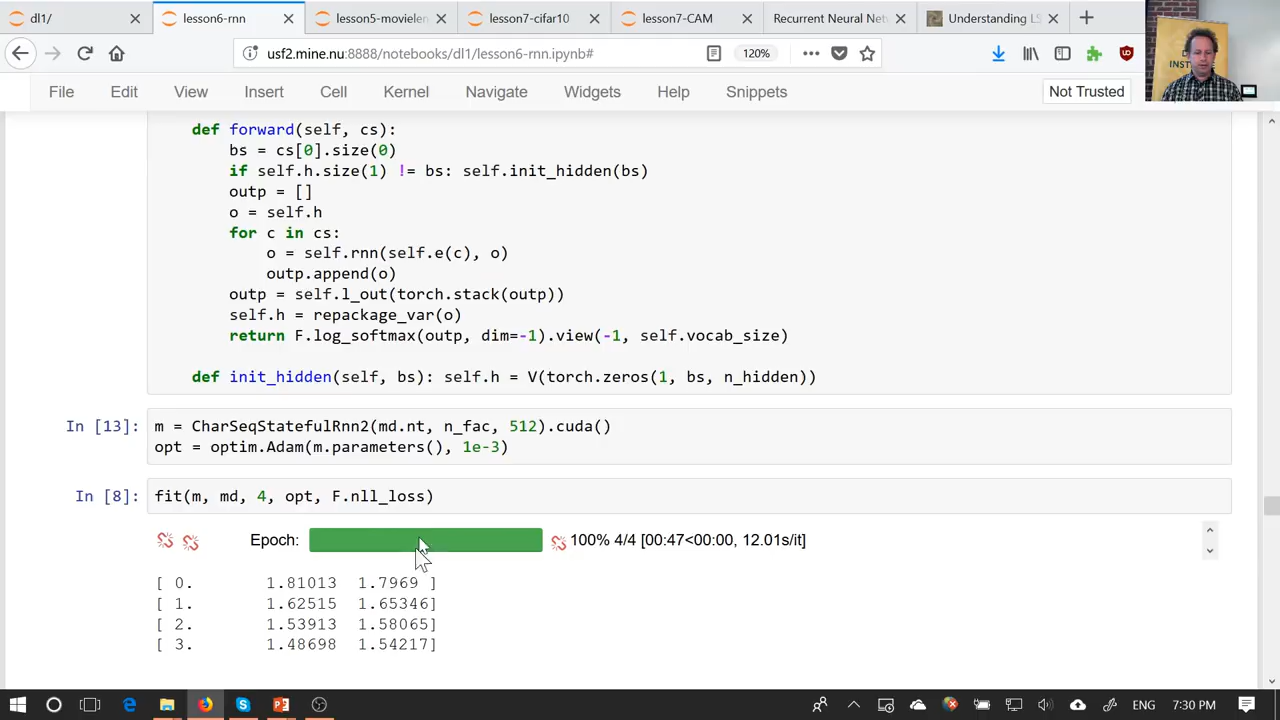 dl1/
lesson6-rnn
lesson5-movielen
lesson7-cifar10
lesson7-CAM
Recurrent Neural Ne
Understanding LS
usf2.mine.nu:8888/notebooks/dl1/lesson6-rnn.ipynb#
120%
File Edit View Insert Cell Kernel Navigate Widgets Help Snippets
Not Trusted
def forward(self, cs):
bs = cs[0].size(0)
if self.h.size(1) != bs: self.init_hidden(bs)
outp = []
o = self.h
for c in cs:
o = self.rnn(self.e(c), o)
outp.append(o)
outp = self.l_out(torch.stack(outp))
self.h = repackage_var(o)
return F.log_softmax(outp, dim=-1).view(-1, self.vocab_size)
def init_hidden(self, bs): self.h = V(torch.zeros(1, bs, n_hidden))
In [13]: m = CharSeqStatefulRnn2(md.nt, n_fac, 512).cuda()
opt = optim.Adam(m.parameters(), 1e-3)
In [8]: fit(m, md, 4, opt, F.nll_loss)
Epoch: 100% 4/4 [00:47<00:00, 12.01s/it]
[ 0. 1.81013 1.7969 ]
[ 1. 1.62515 1.65346]
[ 2. 1.53913 1.58065]
[ 3. 1.48698 1.54217]
ENG 7:30 PM